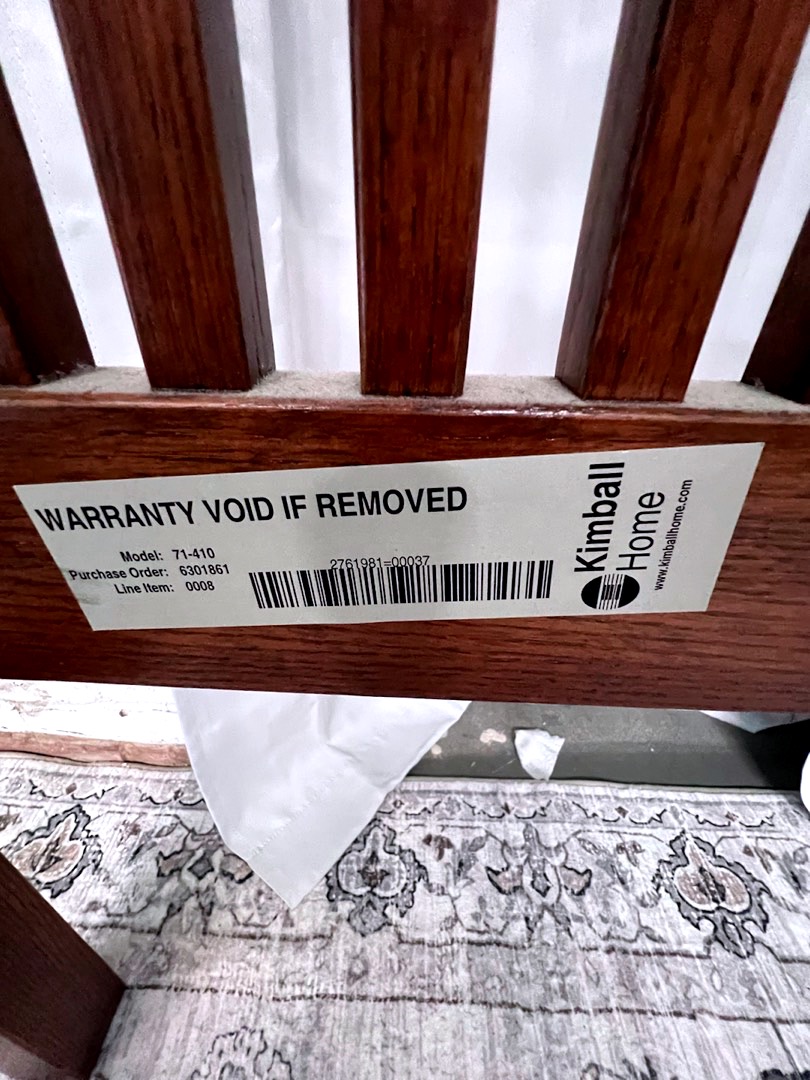 WARRANTY VOID IF REMOVED
Model: 71-410
Purchase Order: 6301861
Line Item: 0008
2761981=00037
Kimball
Home
www.kimballhome.com